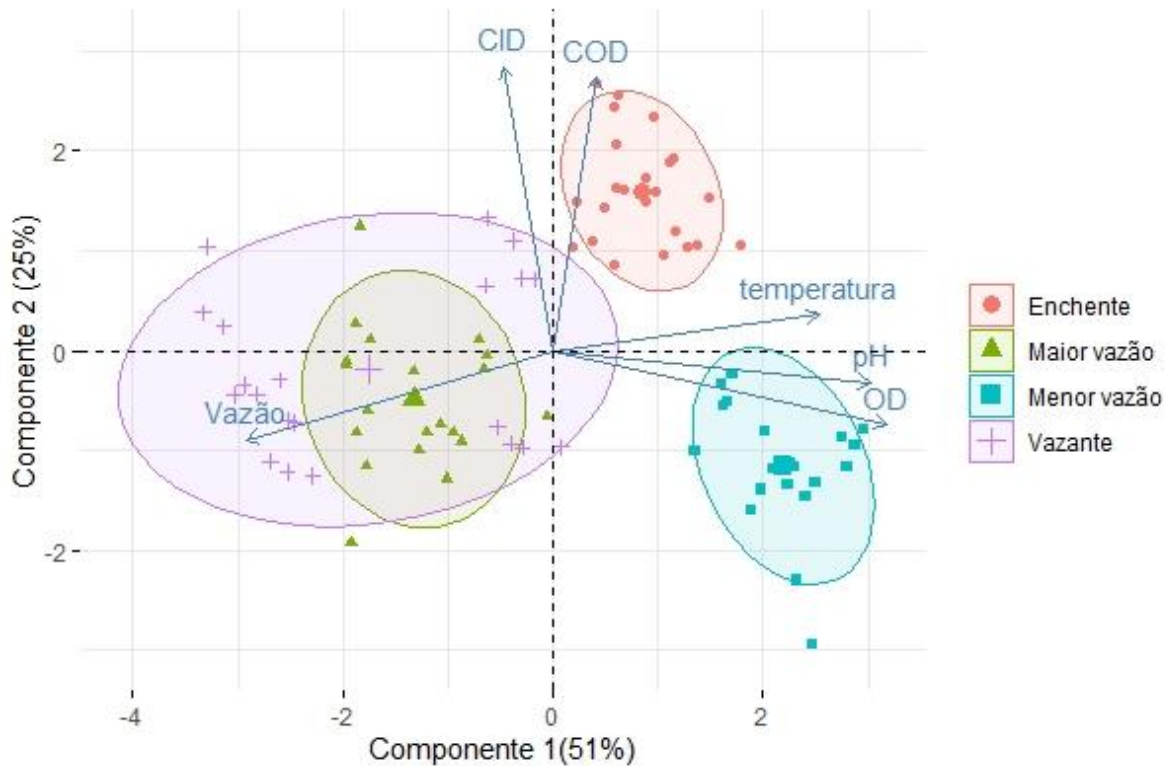 CID
COD
2
temperatura
0
pH
OD
Vazão
-2
-4
-2
0
2
Componente 1(51%)
Componente 2 (25%)
Enchente
Maior vazão
Menor vazão
Vazante